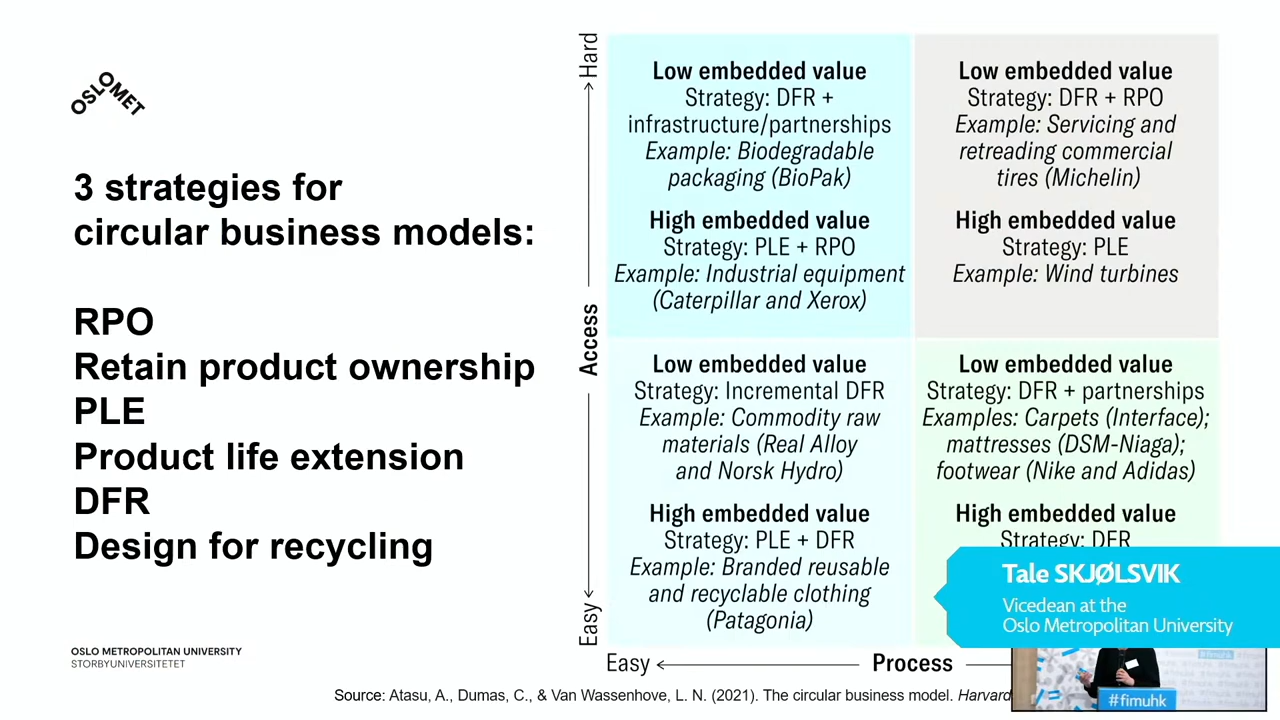 OSLOMET
3 strategies for
circular business models:
RPO
Retain product ownership
PLE
Product life extension
DFR
Design for recycling
OSLO METROPOLITAN UNIVERSITY
STORBYUNIVERSITETET
Hard
Access
Easy
Low embedded value
Strategy: DFR +
infrastructure/partnerships
Example: Biodegradable
packaging (BioPak)
High embedded value
Strategy: PLE + RPO
Example: Industrial equipment
(Caterpillar and Xerox)
Low embedded value
Strategy: DFR + RPO
Example: Servicing and
retreading commercial
tires (Michelin)
High embedded value
Strategy: PLE
Example: Wind turbines
Low embedded value
Strategy: Incremental DFR
Example: Commodity raw
materials (Real Alloy
and Norsk Hydro)
High embedded value
Strategy: PLE + DFR
Example: Branded reusable
and recyclable clothing
(Patagonia)
Low embedded value
Strategy: DFR + partnerships
Examples: Carpets (Interface);
mattresses (DSM-Niaga);
footwear (Nike and Adidas)
High embedded value
Strategy: DFR
Easy
Process
Source: Atasu, A., Dumas, C., & Van Wassenhove, L. N. (2021). The circular business model. Harvard
Tale SKJØLSVIK
Vicedean at the
Oslo Metropolitan University
#fimuhk